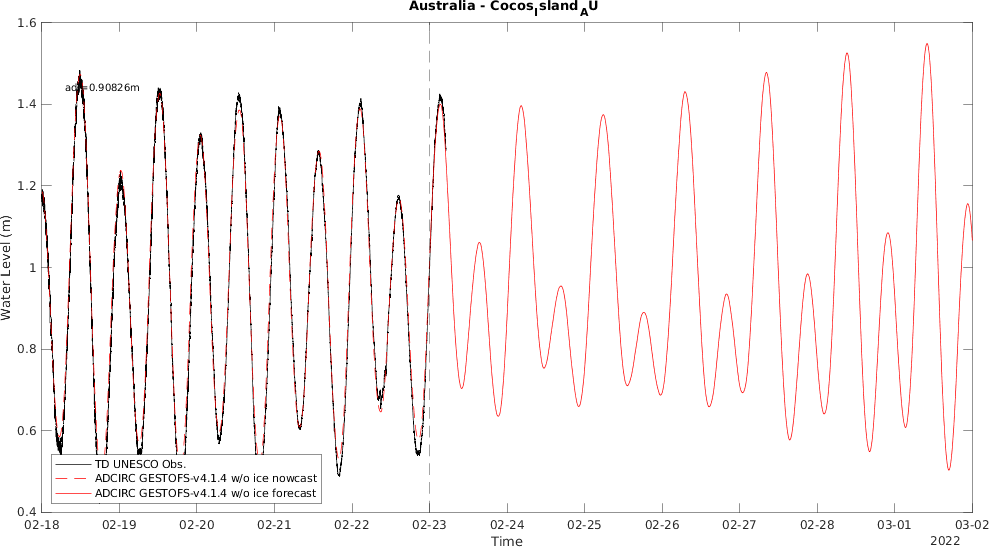 Australia - Cocos_Island_AU
1.6
1.4
1.2
1
0.8
0.6
0.4
Water Level (m)
adj=0.90826m
TD UNESCO Obs.
ADCIRC GESTOFS-v4.1.4 w/o ice nowcast
ADCIRC GESTOFS-v4.1.4 w/o ice forecast
02-18 02-19 02-20 02-21 02-22 02-23 02-24 02-25 02-26 02-27 02-28 03-01 03-02
Time
2022